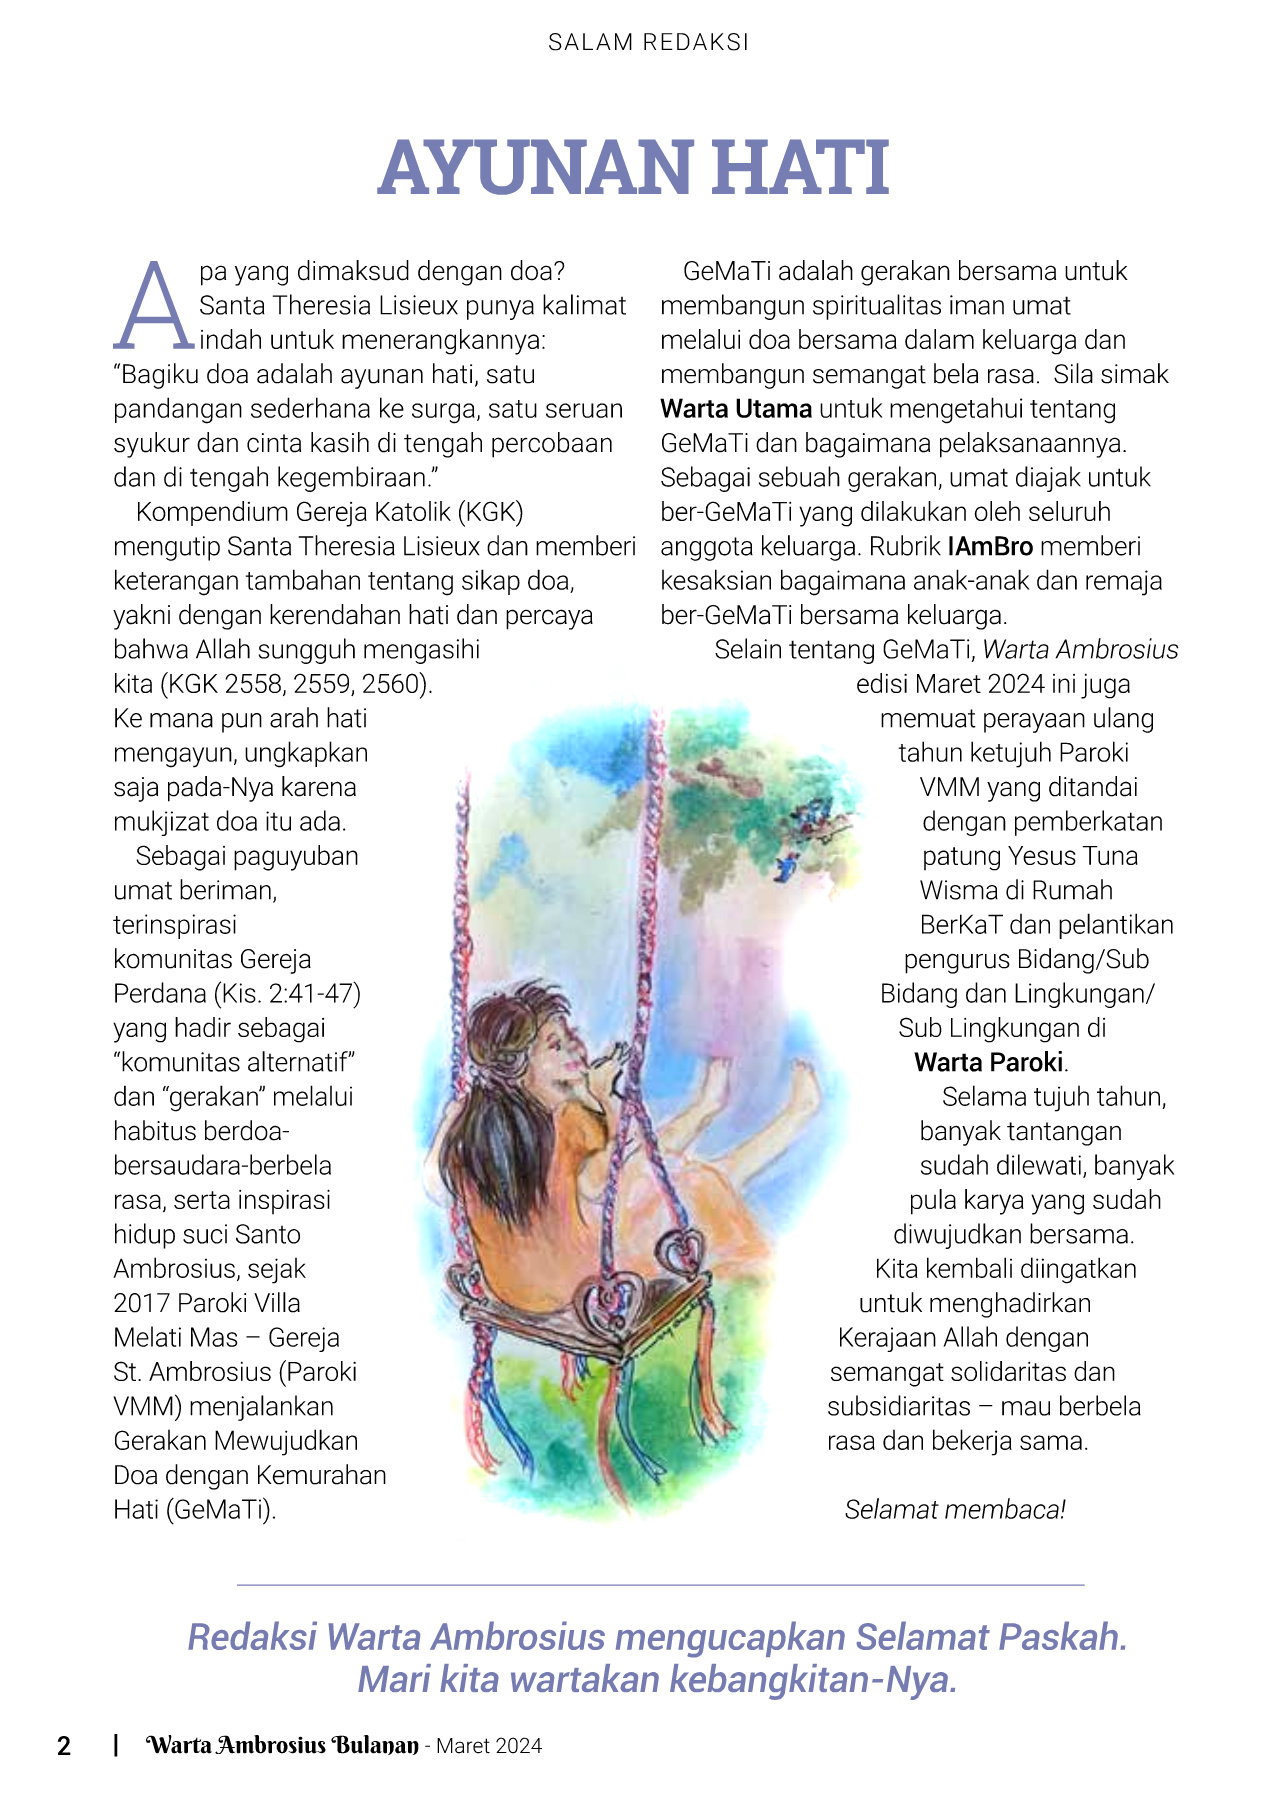 SALAM REDAKSI
AYUNAN HATI
Apa yang dimaksud dengan doa?
Santa Theresia Lisieux punya kalimat
indah untuk menerangkannya:
“Bagiku doa adalah ayunan hati, satu
pandangan sederhana ke surga, satu seruan
syukur dan cinta kasih di tengah percobaan
dan di tengah kegembiraan.”
Kompendium Gereja Katolik (KGK)
mengutip Santa Theresia Lisieux dan memberi
keterangan tambahan tentang sikap doa,
yakni dengan kerendahan hati dan percaya
bahwa Allah sungguh mengasihi
kita (KGK 2558, 2559, 2560).
Ke mana pun arah hati
mengayun, ungkapkan
saja pada-Nya karena
mukjizat doa itu ada.
Sebagai paguyuban
umat beriman,
terinspirasi
komunitas Gereja
Perdana (Kis. 2:41-47)
yang hadir sebagai
“komunitas alternatif”
dan “gerakan” melalui
habitus berdoa-
bersaudara-berbela
rasa, serta inspirasi
hidup suci Santo
Ambrosius, sejak
2017 Paroki Villa
Melati Mas – Gereja
St. Ambrosius (Paroki
VMM) menjalankan
Gerakan Mewujudkan
Doa dengan Kemurahan
Hati (GeMaTi).
GeMaTi adalah gerakan bersama untuk
membangun spiritualitas iman umat
melalui doa bersama dalam keluarga dan
membangun semangat bela rasa.  Sila simak
Warta Utama untuk mengetahui tentang
GeMaTi dan bagaimana pelaksanaannya.
Sebagai sebuah gerakan, umat diajak untuk
ber-GeMaTi yang dilakukan oleh seluruh
anggota keluarga. Rubrik IAmBro memberi
kesaksian bagaimana anak-anak dan remaja
ber-GeMaTi bersama keluarga.
Selain tentang GeMaTi, Warta Ambrosius
edisi Maret 2024 ini juga
memuat perayaan ulang
tahun ketujuh Paroki
VMM yang ditandai
dengan pemberkatan
patung Yesus Tuna
Wisma di Rumah
BerKaT dan pelantikan
pengurus Bidang/Sub
Bidang dan Lingkungan/
Sub Lingkungan di
Warta Paroki.
Selama tujuh tahun,
banyak tantangan
sudah dilewati, banyak
pula karya yang sudah
diwujudkan bersama.
Kita kembali diingatkan
untuk menghadirkan
Kerajaan Allah dengan
semangat solidaritas dan
subsidiaritas – mau berbela
rasa dan bekerja sama.
Selamat membaca!
Redaksi Warta Ambrosius mengucapkan Selamat Paskah.
Mari kita wartakan kebangkitan-Nya.
2 | Warta Ambrosius Bulanan - Maret 2024